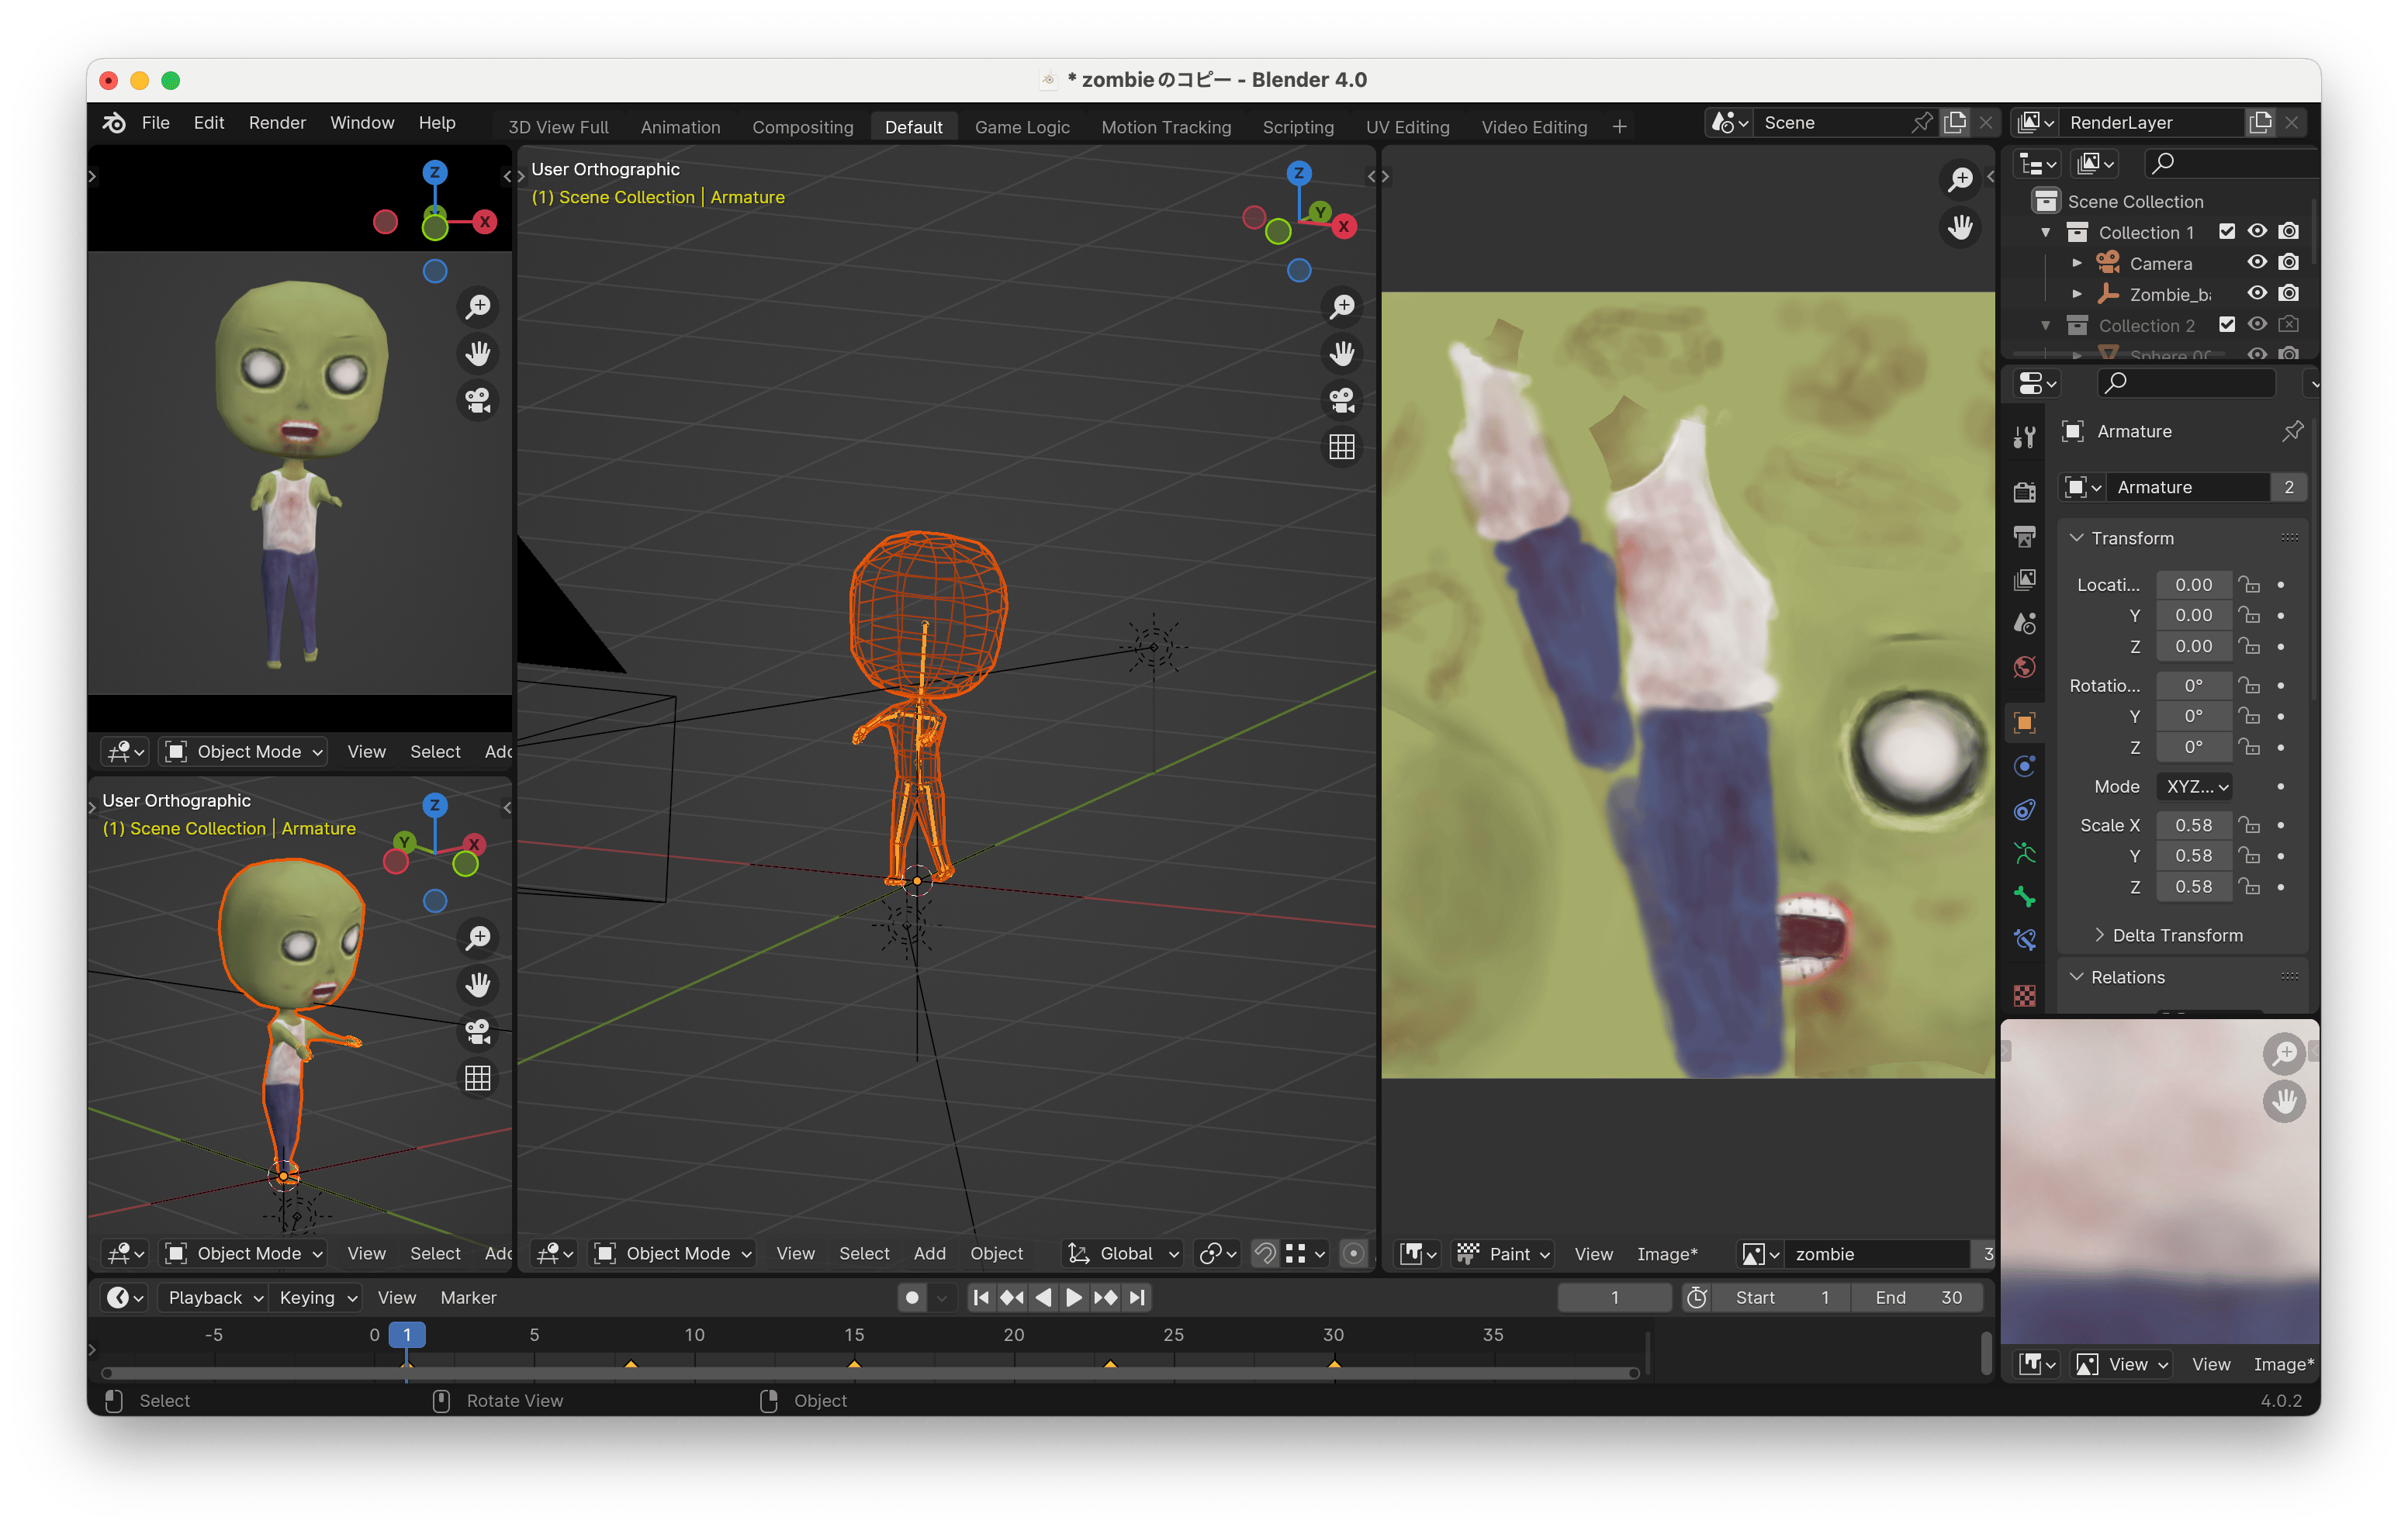 * zombieのコピー - Blender 4.0
File Edit Render Window Help
3D View Full Animation Compositing Default Game Logic Motion Tracking Scripting UV Editing Video Editing +
Scene
RenderLayer
Z
X
Object Mode View Select Add
User Orthographic
(1) Scene Collection | Armature
Z
Y
X
Object Mode View Select Add
User Orthographic
(1) Scene Collection | Armature
Z
Y
X
Object Mode View Select Add Object Global
Paint View Image* zombie 3
Scene Collection
Collection 1
Camera
Zombie_b
Collection 2
Sphere.00
Armature
Armature 2
Transform
Locati... 0.00
Y 0.00
Z 0.00
Rotatio... 0°
Y 0°
Z 0°
Mode XYZ...
Scale X 0.58
Y 0.58
Z 0.58
Delta Transform
Relations
View View Image*
Playback Keying View Marker
1 Start 1 End 30
-5 0 1 5 10 15 20 25 30 35
Select Rotate View Object 4.0.2